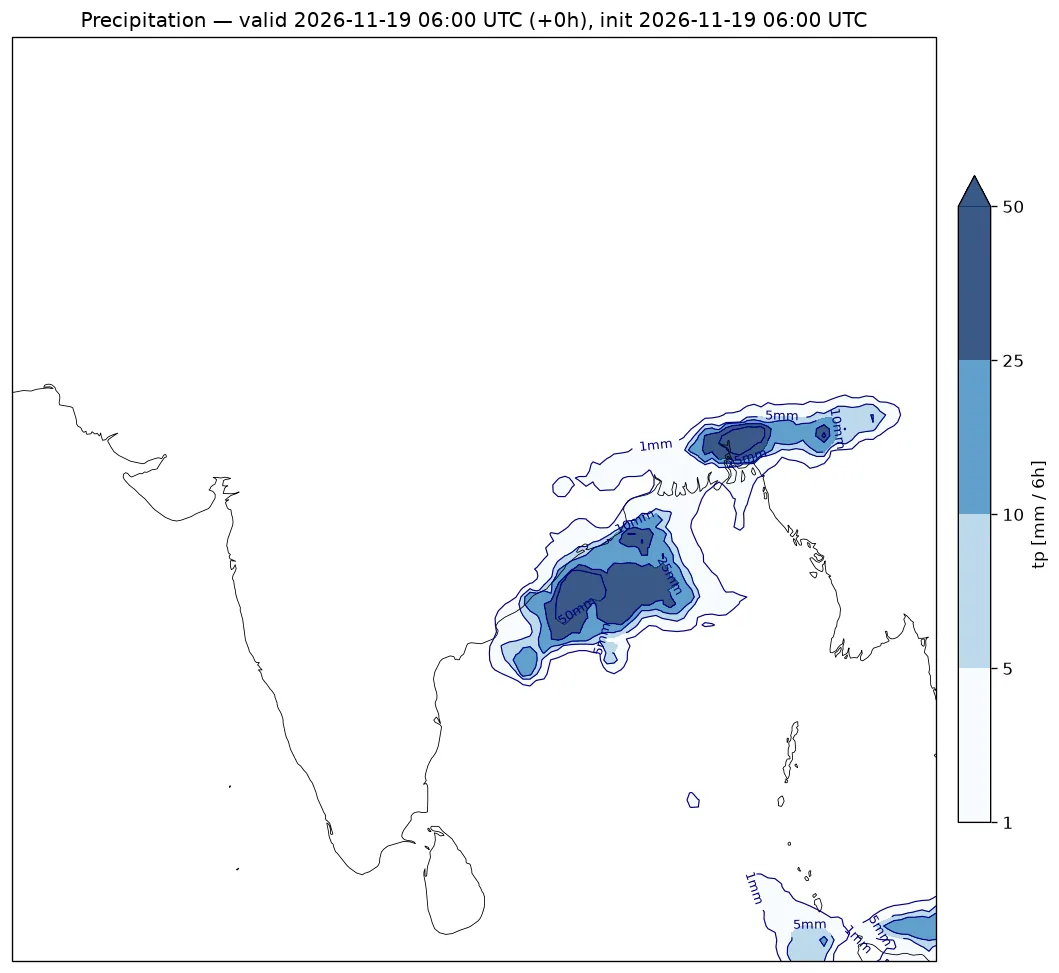 Precipitation — valid 2026-11-19 06:00 UTC (+0h), init 2026-11-19 06:00 UTC
50
25
10
5
1
tp [mm / 6h]
5mm
10mm
1mm
25mm
10mm
25mm
50mm
5mm
1mm
5mm
5mm
1mm